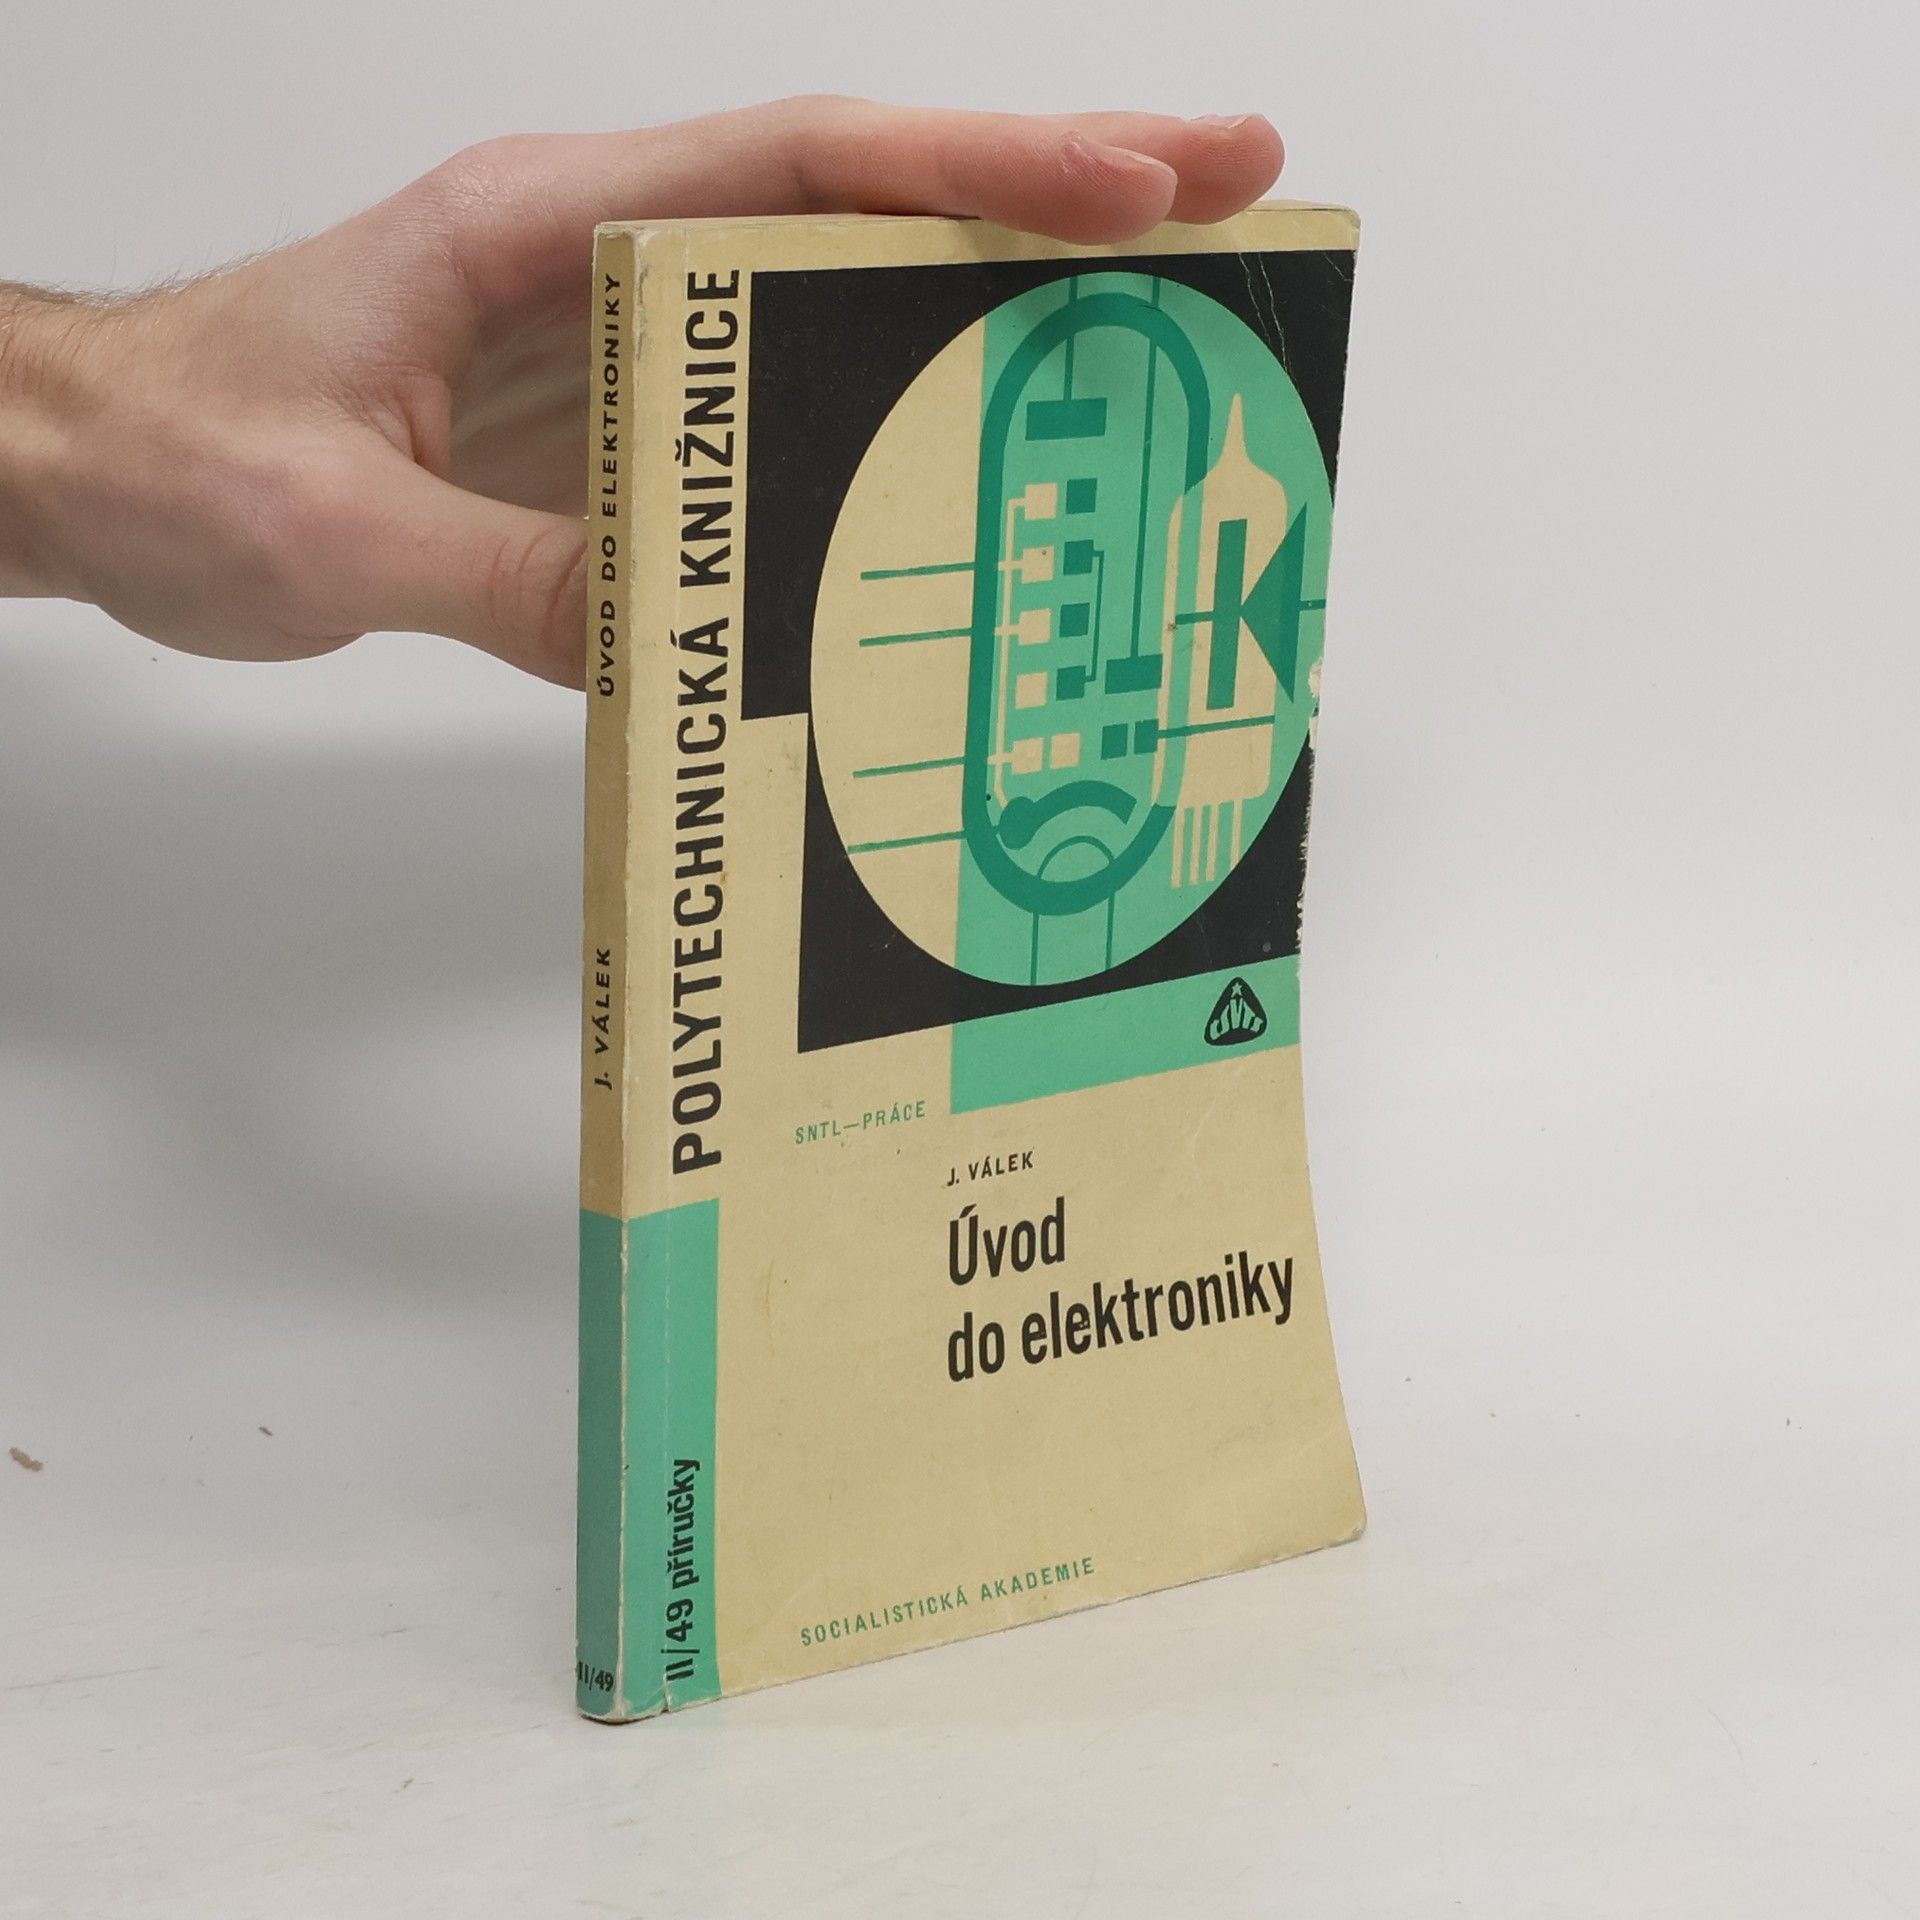 ÚVOD DO ELEKTRONIKY
J. VÁLEK
II/49
POLYTECHNICKÁ KNIŽNICE
II/49 příručky
ČSVTS
SNTL—PRÁCE
J. VÁLEK
Úvod
do elektroniky
SOCIALISTICKÁ AKADEMIE